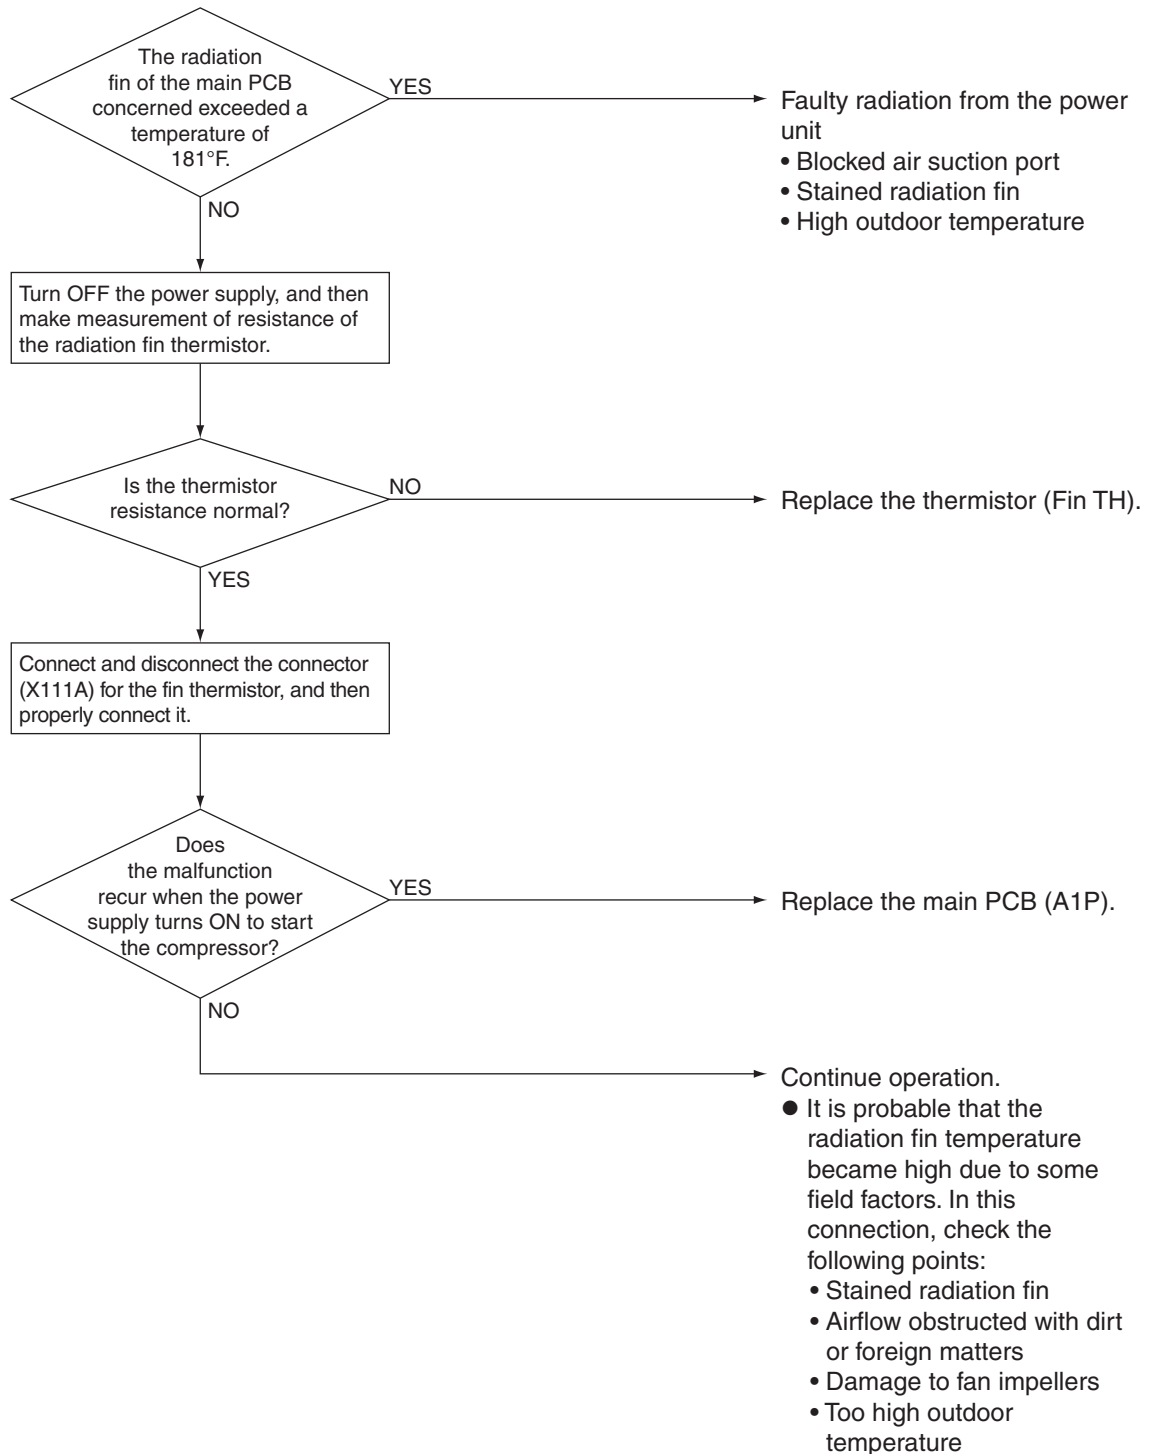 The radiation
fin of the main PCB
concerned exceeded a
temperature of
181°F.
YES
Faulty radiation from the power
unit
• Blocked air suction port
• Stained radiation fin
• High outdoor temperature
NO
Turn OFF the power supply, and then
make measurement of resistance of
the radiation fin thermistor.
Is the thermistor
resistance normal?
NO
Replace the thermistor (Fin TH).
YES
Connect and disconnect the connector
(X111A) for the fin thermistor, and then
properly connect it.
Does
the malfunction
recur when the power
supply turns ON to start
the compressor?
YES
Replace the main PCB (A1P).
NO
Continue operation.
● It is probable that the
radiation fin temperature
became high due to some
field factors. In this
connection, check the
following points:
• Stained radiation fin
• Airflow obstructed with dirt
or foreign matters
• Damage to fan impellers
• Too high outdoor
temperature